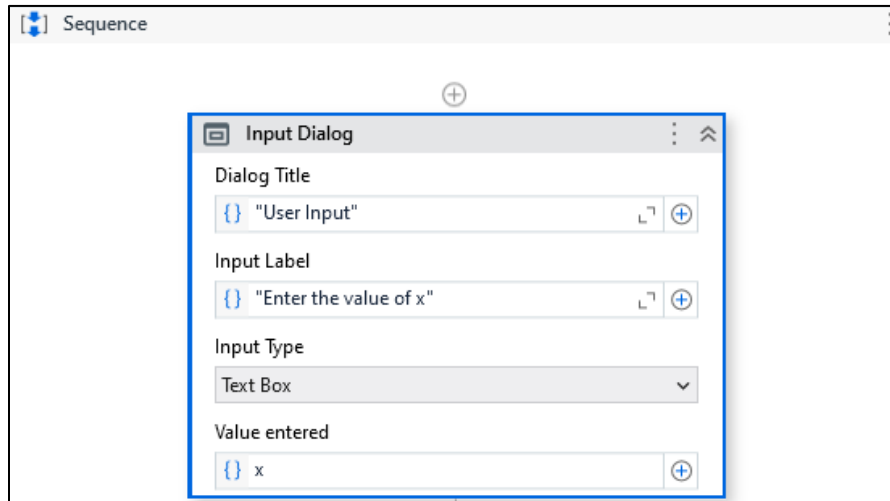 Sequence
Input Dialog
Dialog Title
{} "User Input"
Input Label
{} "Enter the value of x"
Input Type
Text Box
Value entered
{} x